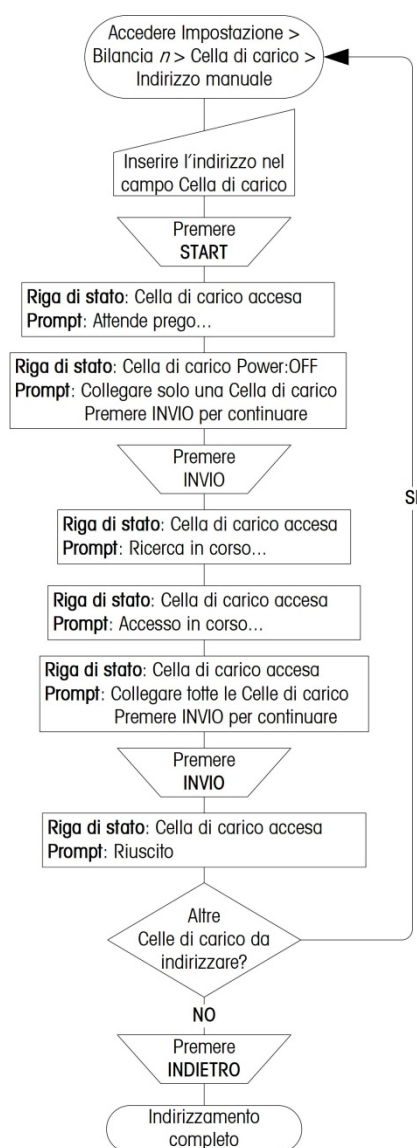 Accedere Impostazione >
Bilancia n > Cella di carico >
Indirizzo manuale
Inserire l'indirizzo nel
campo Cella di carico
Premere
START
Riga di stato: Cella di carico accesa
Prompt: Attende prego...
Riga di stato: Cella di carico Power:OFF
Prompt: Collegare solo una Cella di carico
Premere INVIO per continuare
Premere
INVIO
Riga di stato: Cella di carico accesa
Prompt: Ricerca in corso...
Riga di stato: Cella di carico accesa
Prompt: Accesso in corso...
Riga di stato: Cella di carico accesa
Prompt: Collegare totte le Celle di carico
Premere INVIO per continuare
Premere
INVIO
Riga di stato: Cella di carico accesa
Prompt: Riuscito
Altre
Celle di carico da
indirizzare?
SI
NO
Premere
INDIETRO
Indirizzamento
completo